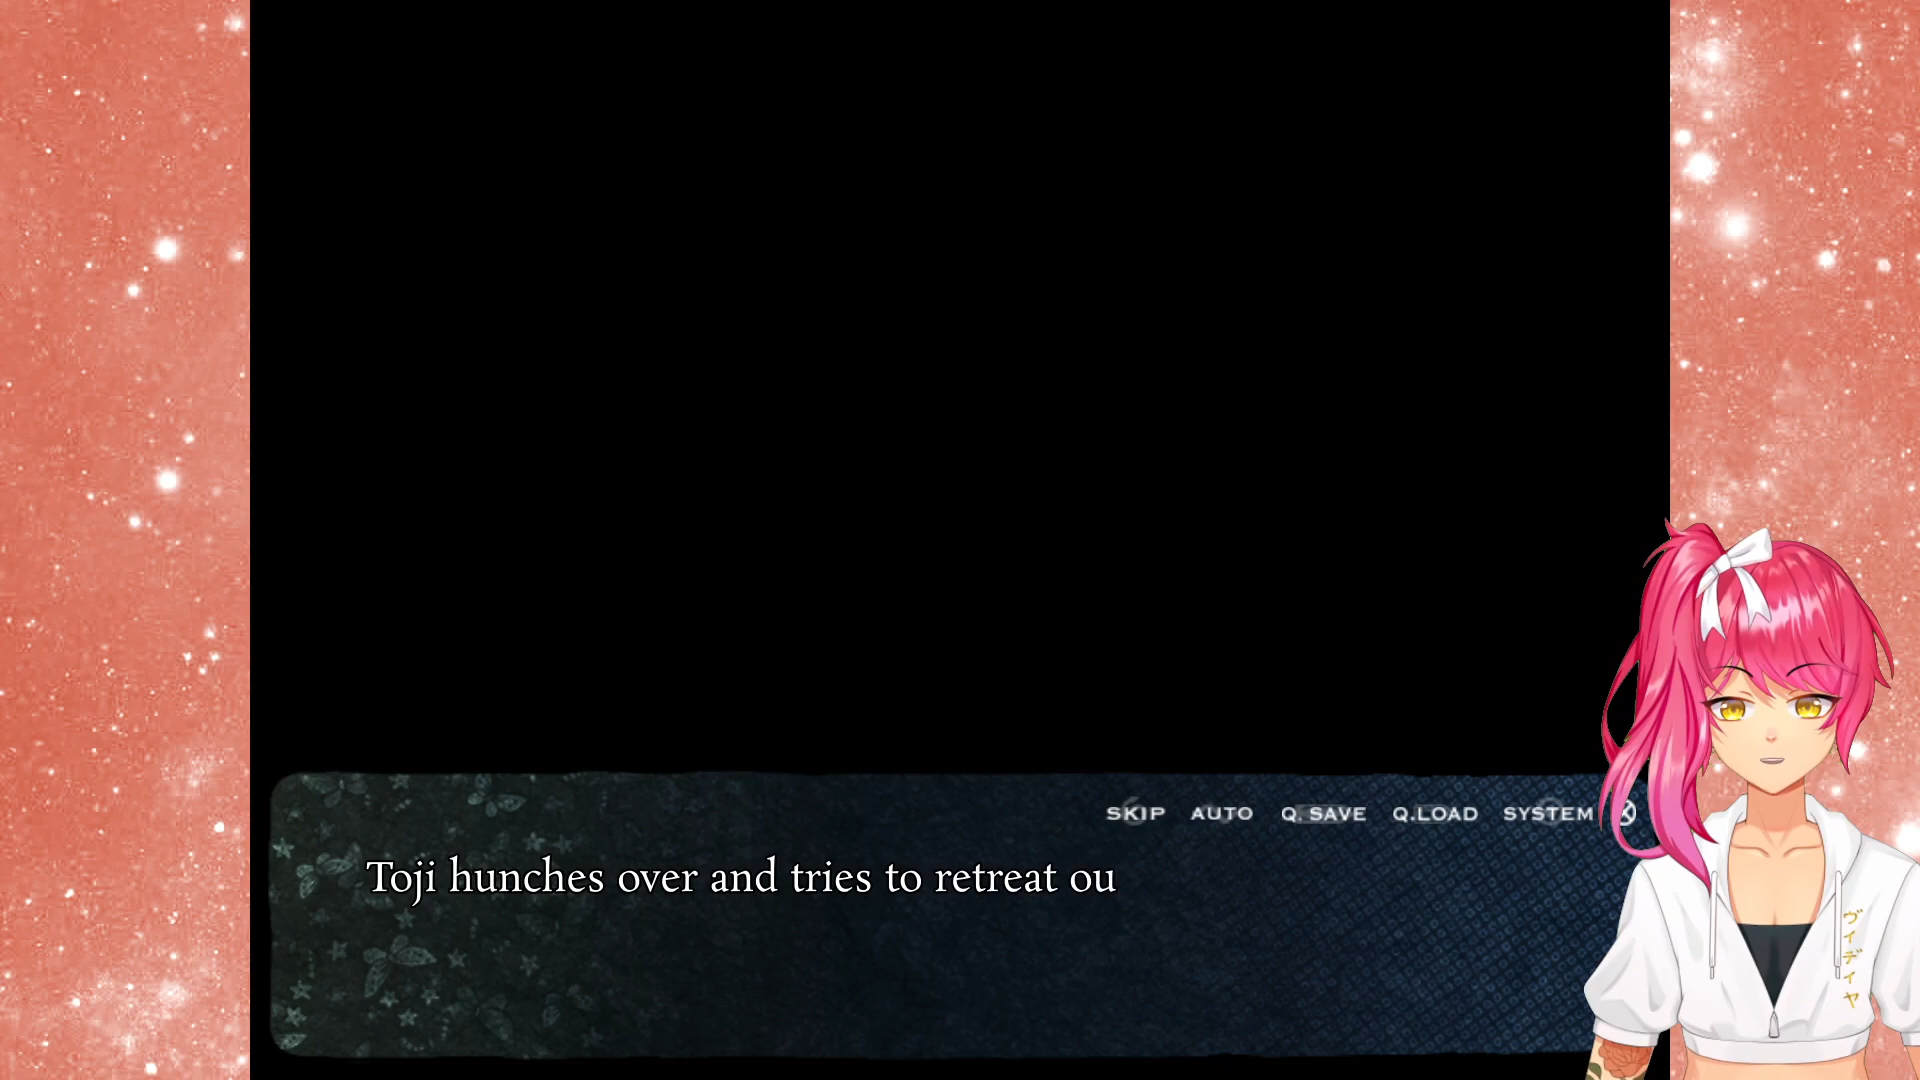 SKIP AUTO Q. SAVE Q.LOAD SYSTEM
Toji hunches over and tries to retreat ou
ヴィディヤ